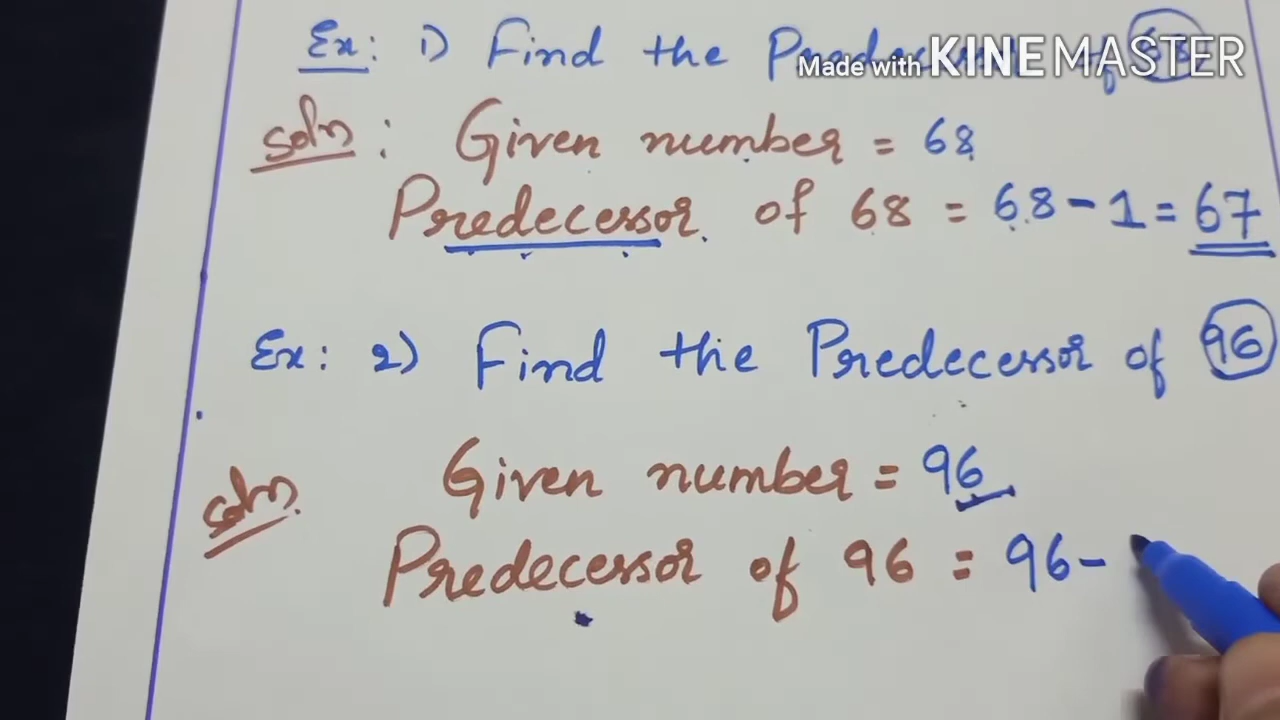 Ex: 1) Find the of
Made with KINEMASTER
Soln: Given number = 68
Predecessor of 68 = 68 - 1 = 67
Ex: 2) Find the Predecessor of 96
Soln Given number = 96
Predecessor of 96 = 96 -